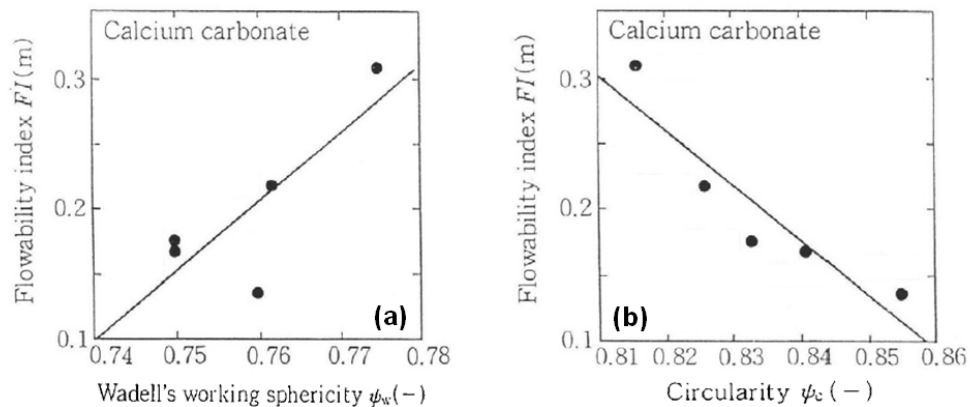 Calcium carbonate
Flowability index FI(m)
0.3
0.2
0.1
0.74 0.75 0.76 0.77 0.78
(a)
Wadell's working sphericity ψw(−)
Calcium carbonate
Flowability index FI(m)
0.3
0.2
0.1
0.81 0.82 0.83 0.84 0.85 0.86
(b)
Circularity ψc(−)